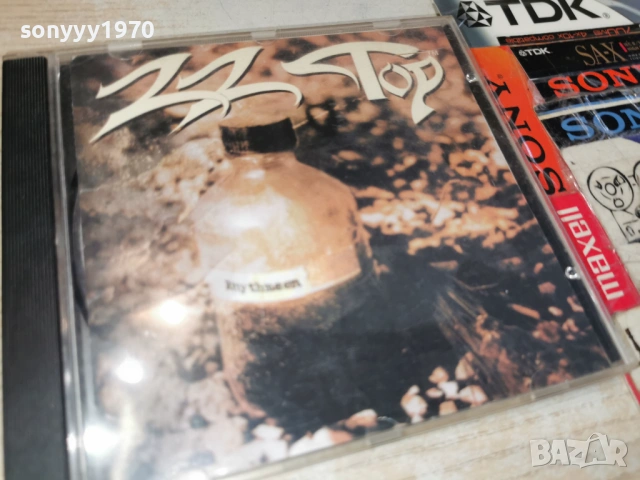 sonyyy1970
ZZ TOP
Rhythmeen
TDK
TDK
SA-X
SONY
SONY
maxell
BAZAR